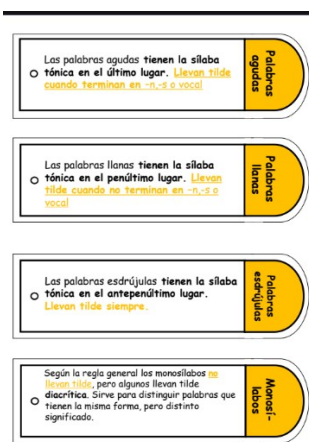 Las palabras agudas tienen la sílaba
tónica en el último lugar. Llevan tilde
cuando terminan en -n,-s o vocal
Palabras
agudas
Las palabras llanas tienen la sílaba
tónica en el penúltimo lugar. Llevan
tilde cuando no terminan en -n,-s o
vocal
Palabras
llanas
Las palabras esdrújulas tienen la sílaba
tónica en el antepenúltimo lugar.
Llevan tilde siempre.
Palabras
esdrújulas
Según la regla general los monosílabos no
llevan tilde, pero algunos llevan tilde
diacrítica. Sirve para distinguir palabras que
tienen la misma forma, pero distinto
significado.
Monosí-
labos